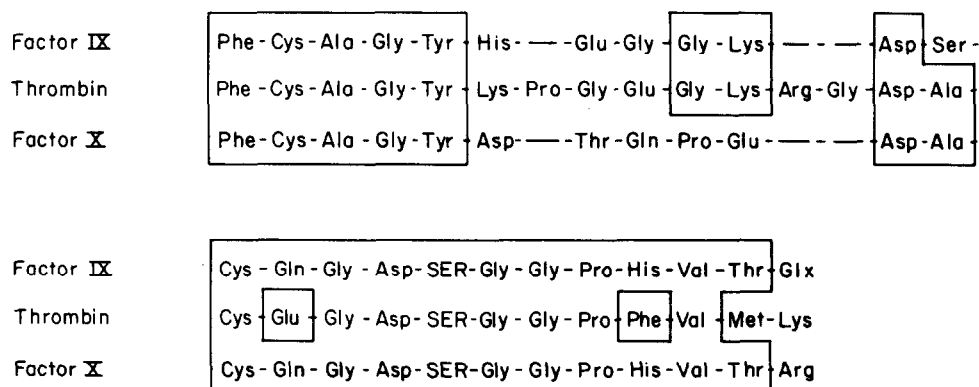 Factor IX Phe-Cys-Ala-Gly-Tyr-His-—-Glu-Gly-Gly-Lys-—-—-Asp-Ser-
Thrombin Phe-Cys-Ala-Gly-Tyr-Lys-Pro-Gly-Glu-Gly-Lys-Arg-Gly-Asp-Ala-
Factor X Phe-Cys-Ala-Gly-Tyr-Asp-—-Thr-Gln-Pro-Glu-—-—-Asp-Ala-
Factor IX Cys-Gln-Gly-Asp-SER-Gly-Gly-Pro-His-Val-Thr-Glx
Thrombin Cys-Glu-Gly-Asp-SER-Gly-Gly-Pro-Phe-Val-Met-Lys
Factor X Cys-Gln-Gly-Asp-SER-Gly-Gly-Pro-His-Val-Thr-Arg